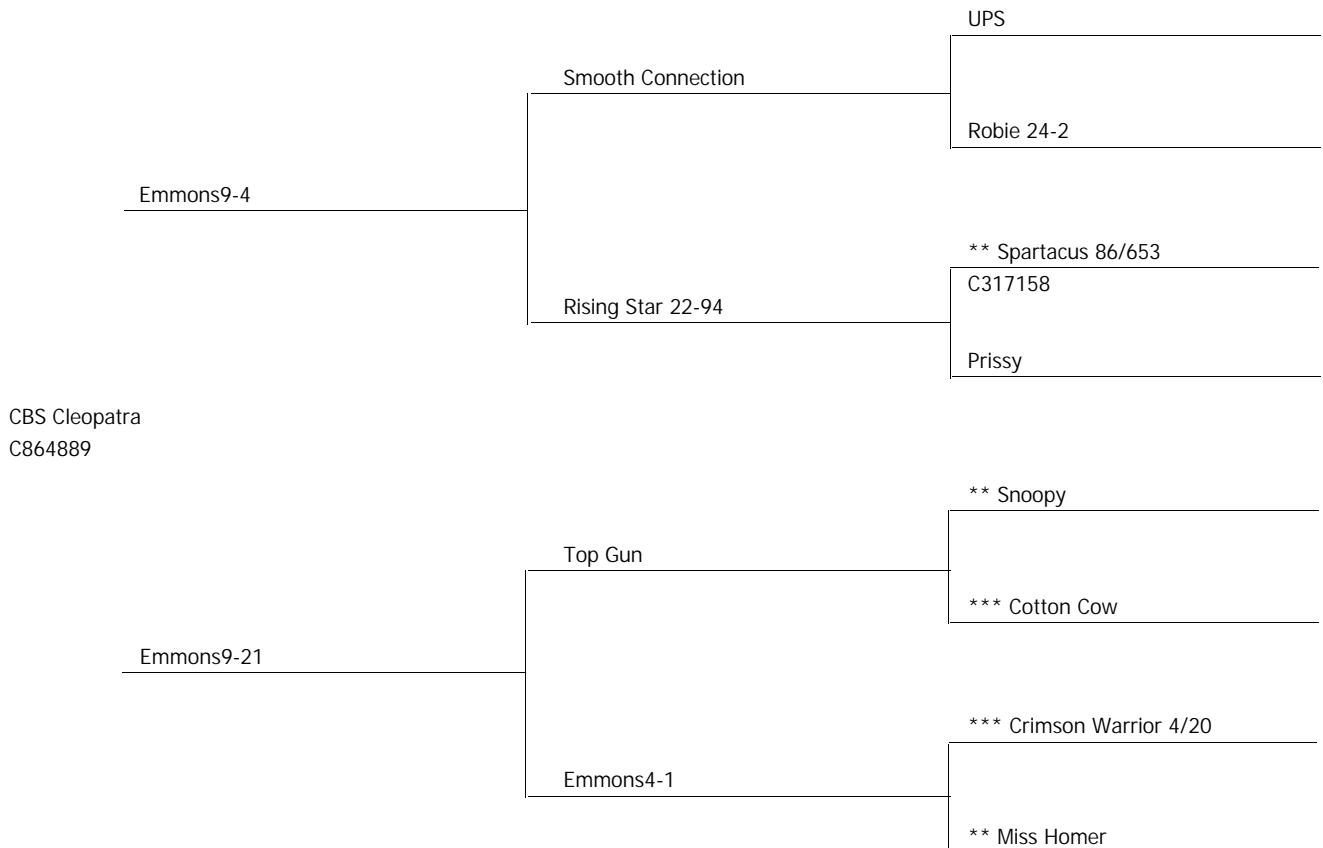 UPS
Smooth Connection
Robie 24-2
Emmons9-4
** Spartacus 86/653
C317158
Rising Star 22-94
Prissy
CBS Cleopatra
C864889
** Snoopy
Top Gun
*** Cotton Cow
Emmons9-21
*** Crimson Warrior 4/20
Emmons4-1
** Miss Homer